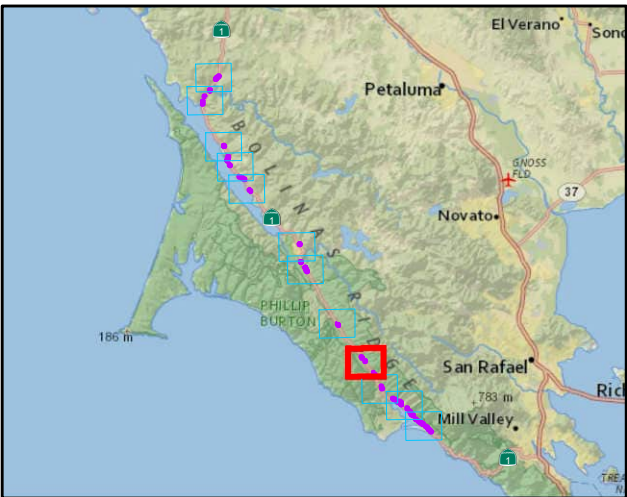 1
El Verano
Sono
Petaluma
GNOSS
FLD
37
BOLINAS RIDGE
1
Novato
PHILLIP
BURTON
186 m
San Rafael
Rich
783 m
Mill Valley
1
TREA
N